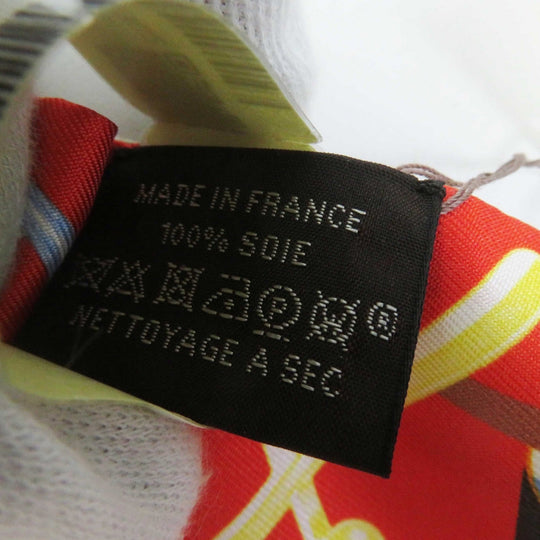 MADE IN FRANCE
100% SOIE
P ®
NETTOYAGE A SEC